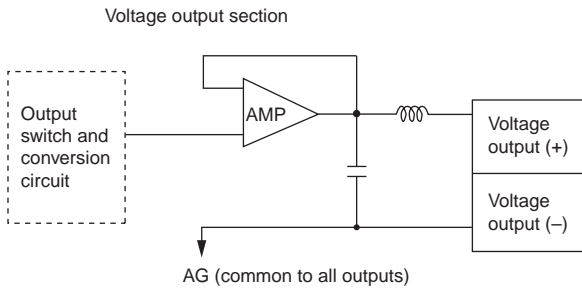 Voltage output section
Output
switch and
conversion
circuit
AMP
Voltage
output (+)
Voltage
output (–)
AG (common to all outputs)